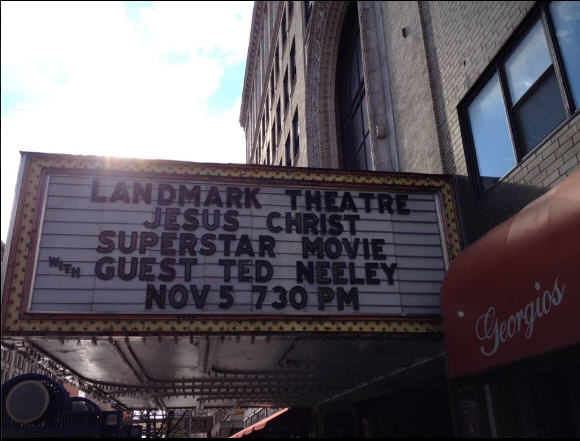 LANDMARK THEATRE
JESUS CHRIST
SUPERSTAR MOVIE
WITH GUEST TED NEELEY
NOV 5 730 PM
Georgios